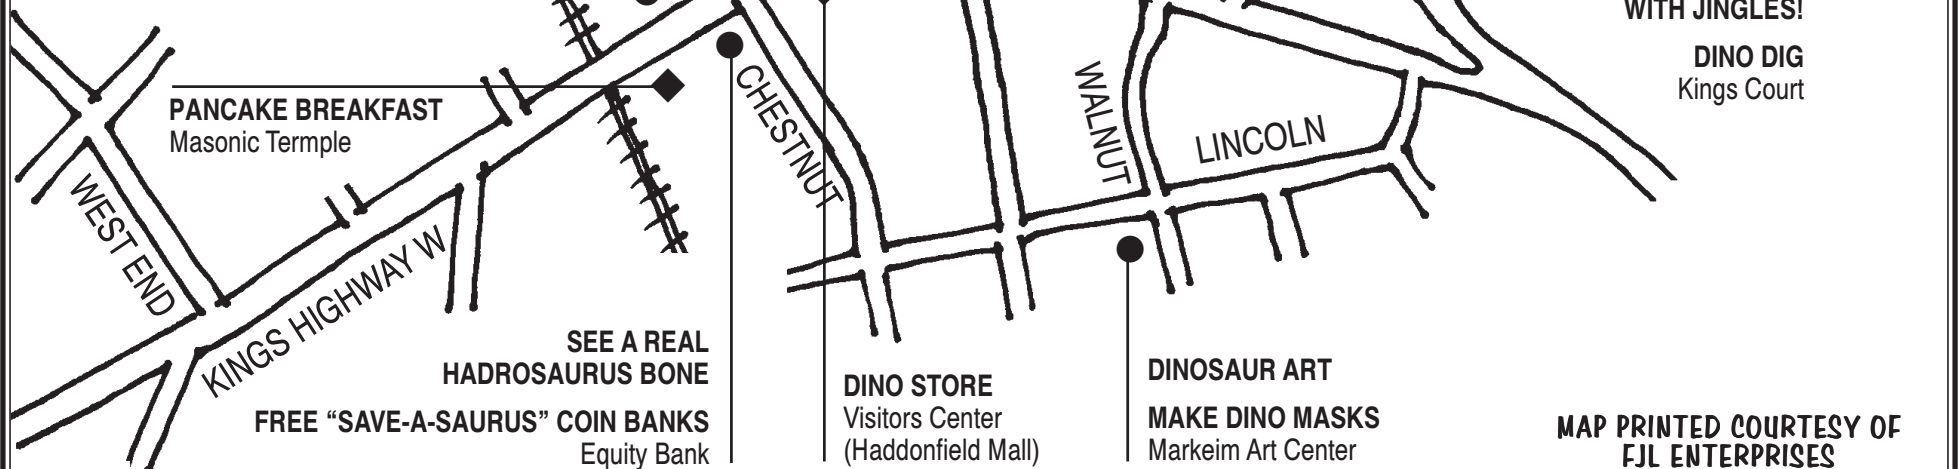 WITH JINGLES!
DINO DIG
Kings Court
PANCAKE BREAKFAST
Masonic Termple
CHESTNUT
WALNUT
LINCOLN
WEST END
KINGS HIGHWAY W
SEE A REAL
HADROSAURUS BONE
FREE “SAVE-A-SAURUS” COIN BANKS
Equity Bank
DINO STORE
Visitors Center
(Haddonfield Mall)
DINOSAUR ART
MAKE DINO MASKS
Markeim Art Center
MAP PRINTED COURTESY OF
FJL ENTERPRISES